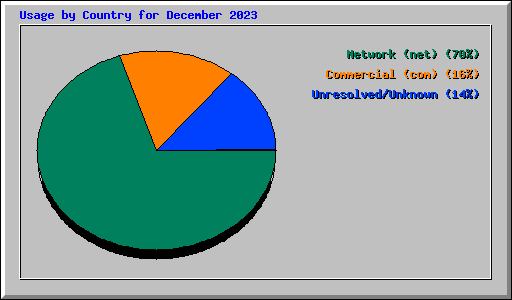 Usage by Country for December 2023
Network (net) (70%)
Commercial (com) (16%)
Unresolved/Unknown (14%)